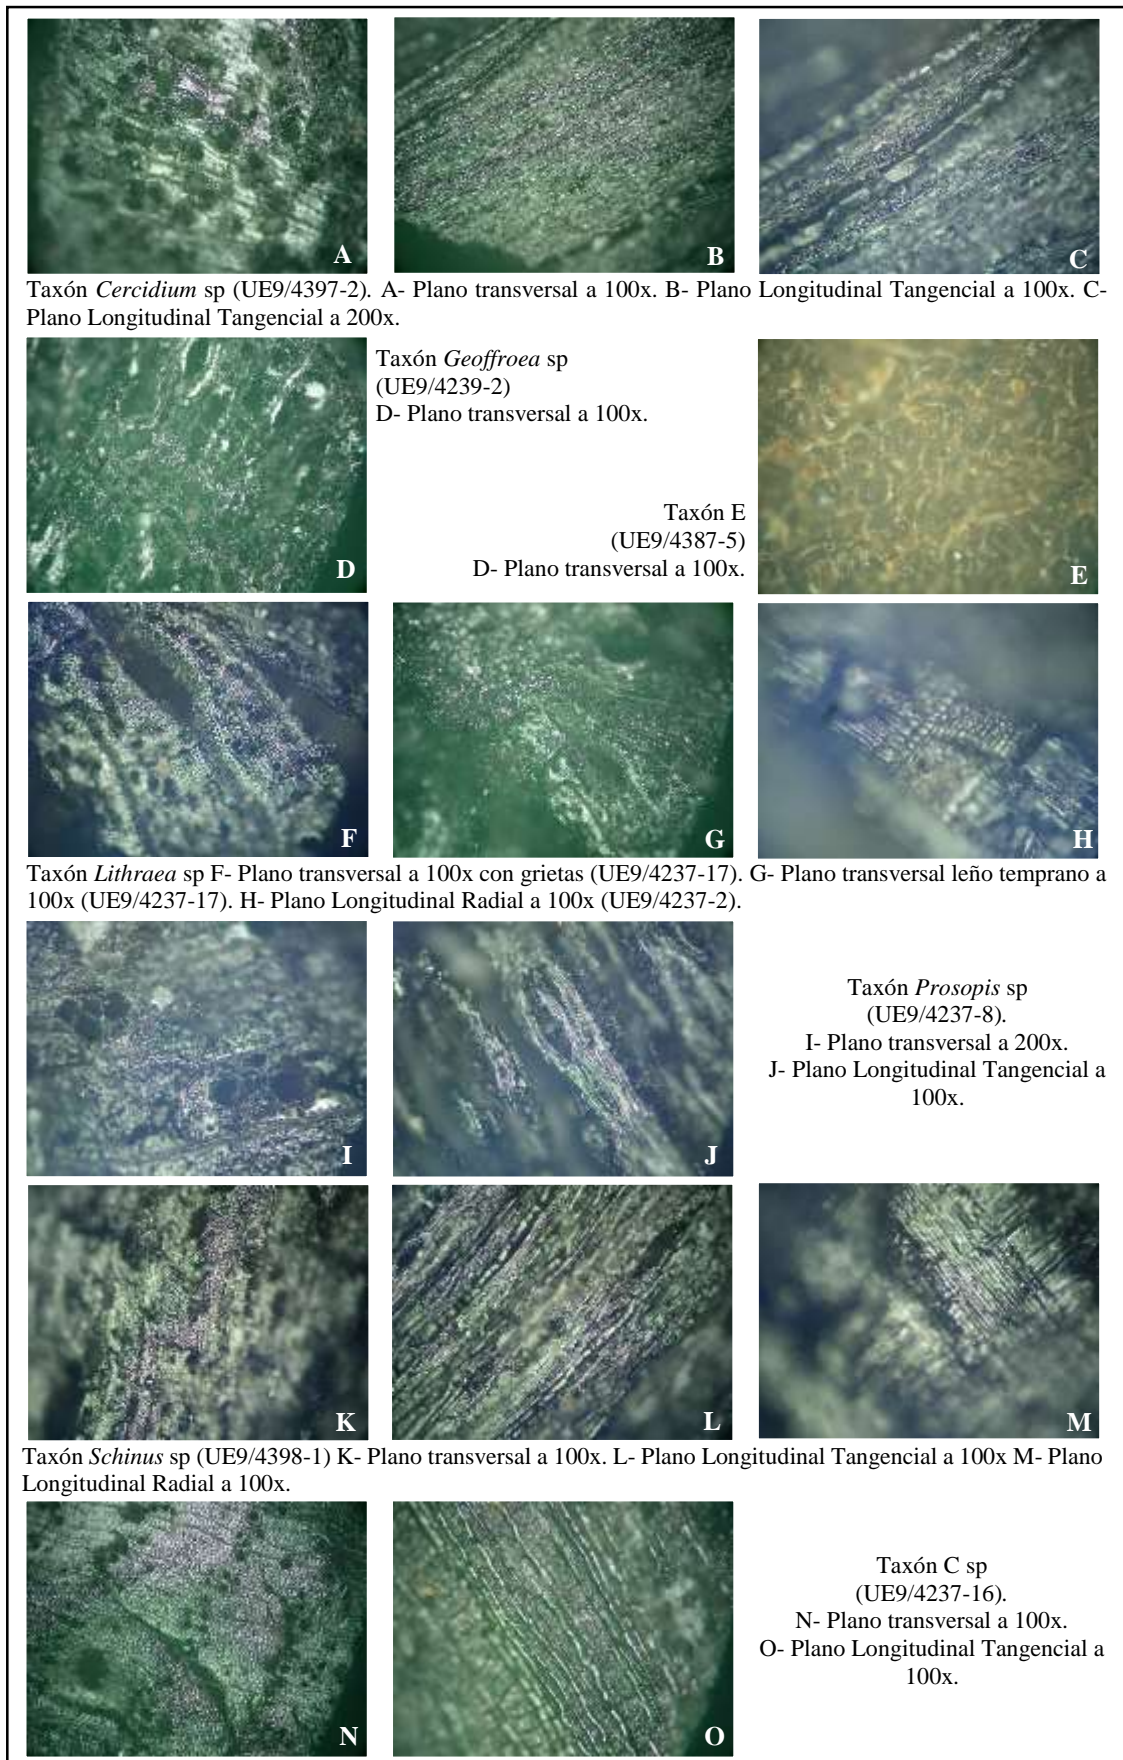 A
B
C
Taxón Cercidium sp (UE9/4397-2). A- Plano transversal a 100x. B- Plano Longitudinal Tangencial a 100x. C-
Plano Longitudinal Tangencial a 200x.
Taxón Geoffroea sp
(UE9/4239-2)
D- Plano transversal a 100x.
D
Taxón E
(UE9/4387-5)
D- Plano transversal a 100x.
E
F
G
H
Taxón Lithraea sp F- Plano transversal a 100x con grietas (UE9/4237-17). G- Plano transversal leño temprano a
100x (UE9/4237-17). H- Plano Longitudinal Radial a 100x (UE9/4237-2).
I
J
Taxón Prosopis sp
(UE9/4237-8).
I- Plano transversal a 200x.
J- Plano Longitudinal Tangencial a
100x.
K
L
M
Taxón Schinus sp (UE9/4398-1) K- Plano transversal a 100x. L- Plano Longitudinal Tangencial a 100x M- Plano
Longitudinal Radial a 100x.
N
O
Taxón C sp
(UE9/4237-16).
N- Plano transversal a 100x.
O- Plano Longitudinal Tangencial a
100x.